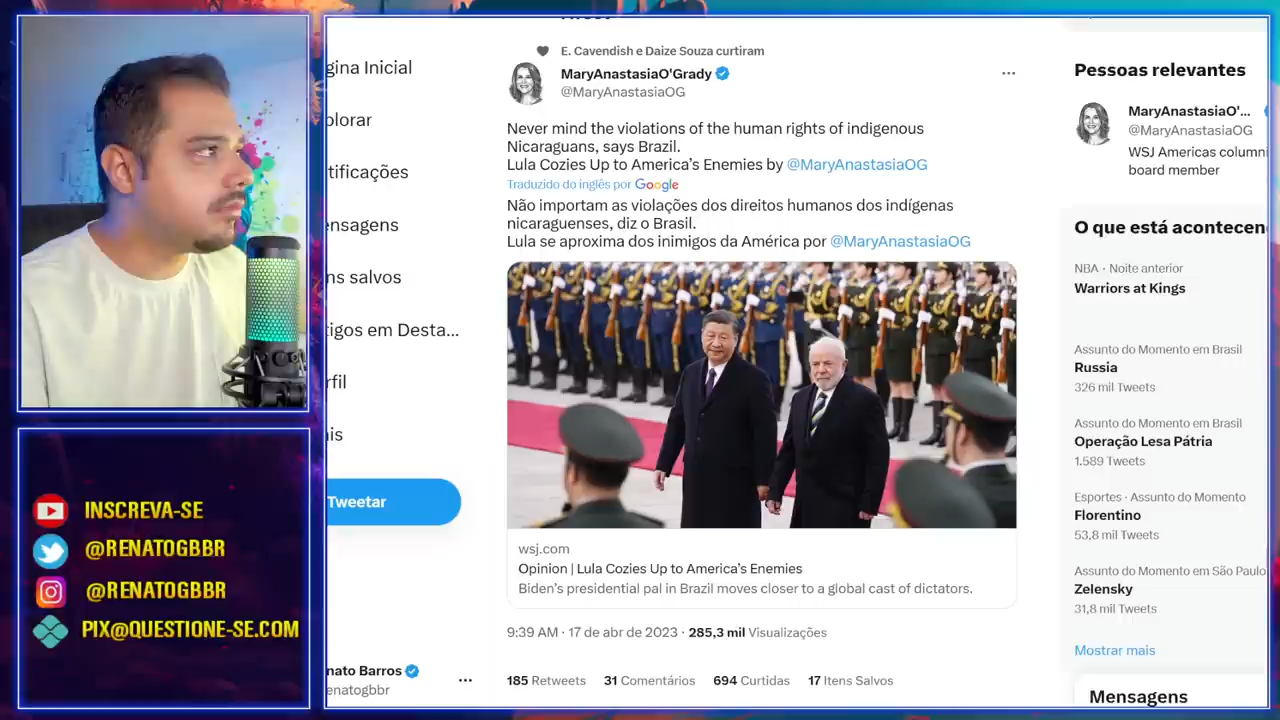 INSCREVA-SE
@RENATOGBBR
@RENATOGBBR
PIX@QUESTIONE-SE.COM
gina Inicial
plorar
tificações
ensagens
ns salvos
tigos em Desta...
rfil
is
Tweetar
nato Barros
enatogbbr
E. Cavendish e Daize Souza curtiram
MaryAnastasiaO'Grady
@MaryAnastasiaOG
Never mind the violations of the human rights of indigenous
Nicaraguans, says Brazil.
Lula Cozies Up to America's Enemies by @MaryAnastasiaOG
Traduzido do inglês por Google
Não importam as violações dos direitos humanos dos indígenas
nicaraguenses, diz o Brasil.
Lula se aproxima dos inimigos da América por @MaryAnastasiaOG
wsj.com
Opinion | Lula Cozies Up to America's Enemies
Biden's presidential pal in Brazil moves closer to a global cast of dictators.
9:39 AM · 17 de abr de 2023 · 285,3 mil Visualizações
185 Retweets 31 Comentários 694 Curtidas 17 Itens Salvos
Pessoas relevantes
MaryAnastasiaO'...
@MaryAnastasiaOG
WSJ Americas column
board member
O que está acontecen
NBA · Noite anterior
Warriors at Kings
Assunto do Momento em Brasil
Russia
326 mil Tweets
Assunto do Momento em Brasil
Operação Lesa Pátria
1.589 Tweets
Esportes · Assunto do Momento
Florentino
53,8 mil Tweets
Assunto do Momento em São Paulo
Zelensky
31,8 mil Tweets
Mostrar mais
Mensagens